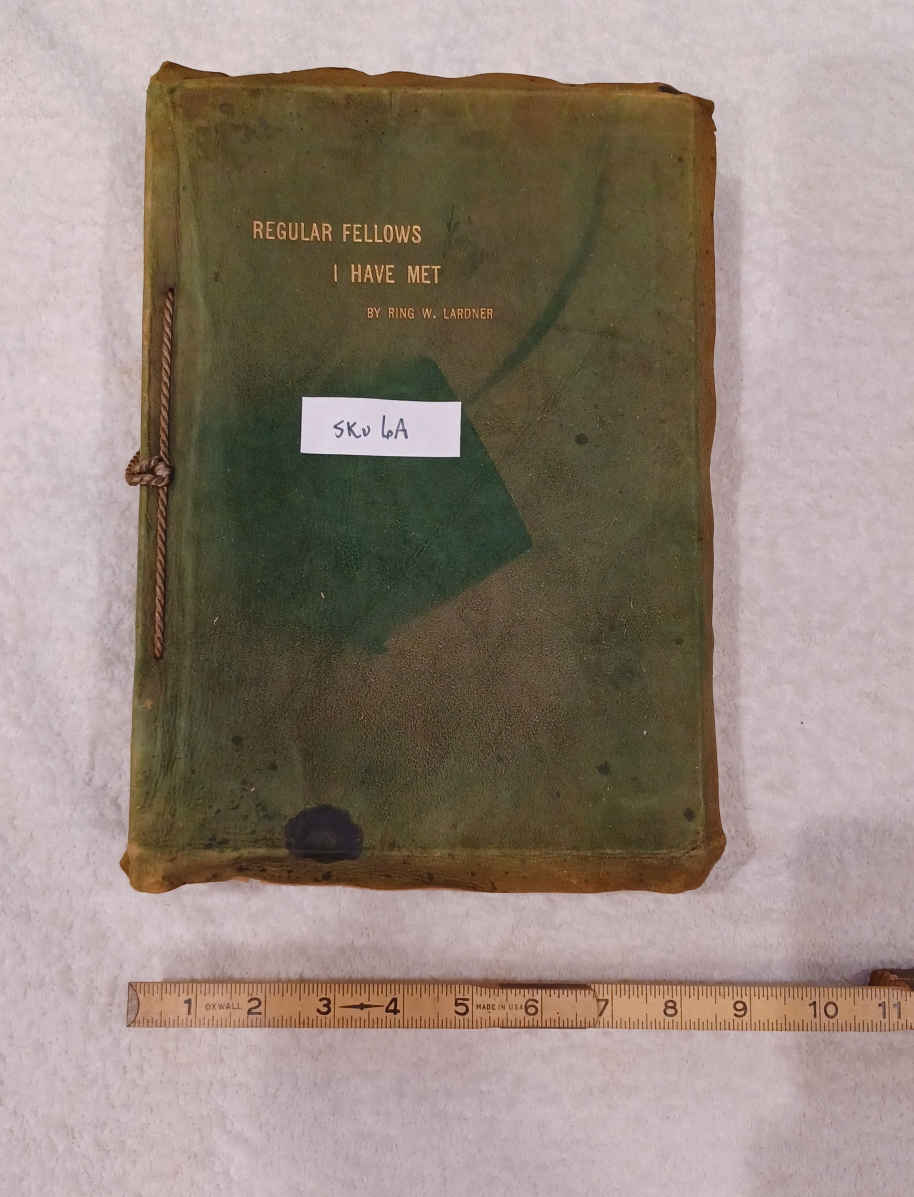 REGULAR FELLOWS
I HAVE MET
BY RING W. LARDNER
SKU 6A
1 OXWALL 2 3 4 5 MADE IN USA 6 7 8 9 10 11